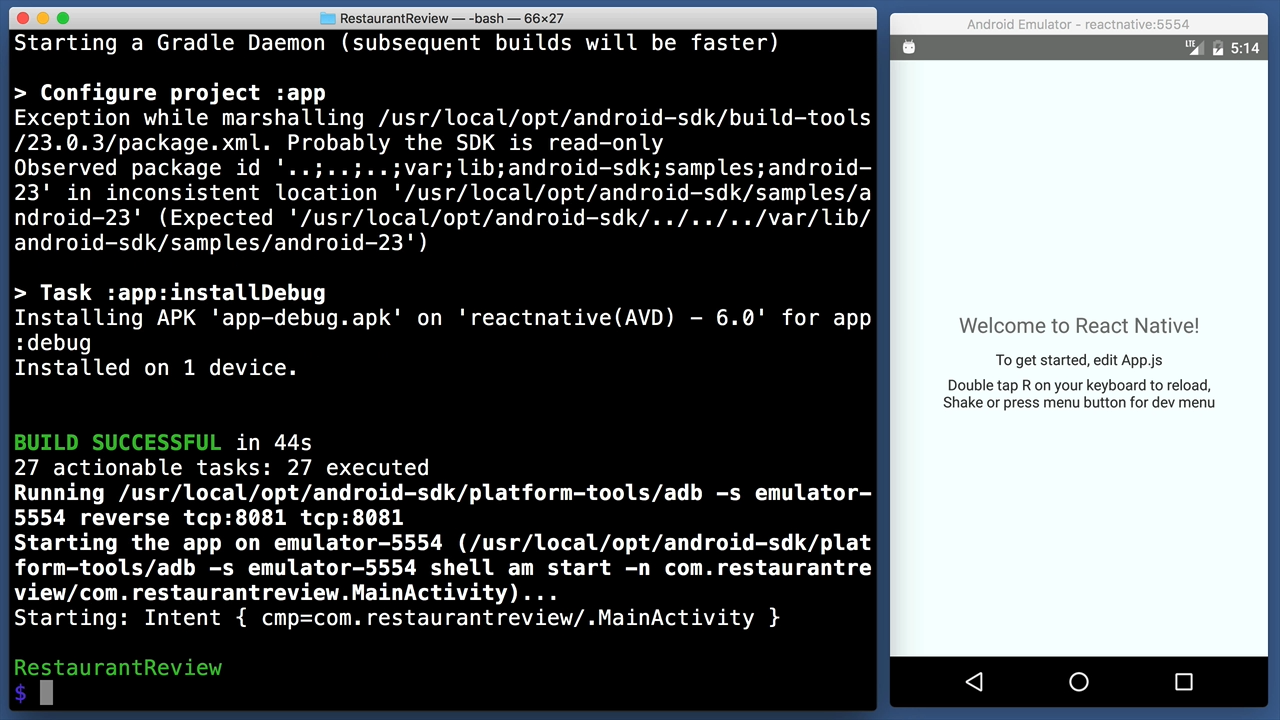 RestaurantReview — -bash — 66×27
Starting a Gradle Daemon (subsequent builds will be faster)
> Configure project :app
Exception while marshalling /usr/local/opt/android-sdk/build-tools
/23.0.3/package.xml. Probably the SDK is read-only
Observed package id '..;..;..;var;lib;android-sdk;samples;android-
23' in inconsistent location '/usr/local/opt/android-sdk/samples/a
ndroid-23' (Expected '/usr/local/opt/android-sdk/../../../var/lib/
android-sdk/samples/android-23')
> Task :app:installDebug
Installing APK 'app-debug.apk' on 'reactnative(AVD) - 6.0' for app
:debug
Installed on 1 device.
BUILD SUCCESSFUL in 44s
27 actionable tasks: 27 executed
Running /usr/local/opt/android-sdk/platform-tools/adb -s emulator-
5554 reverse tcp:8081 tcp:8081
Starting the app on emulator-5554 (/usr/local/opt/android-sdk/plat
form-tools/adb -s emulator-5554 shell am start -n com.restaurantre
view/com.restaurantreview.MainActivity)...
Starting: Intent { cmp=com.restaurantreview/.MainActivity }
RestaurantReview
$
Android Emulator - reactnative:5554
LTE 5:14
Welcome to React Native!
To get started, edit App.js
Double tap R on your keyboard to reload,
Shake or press menu button for dev menu